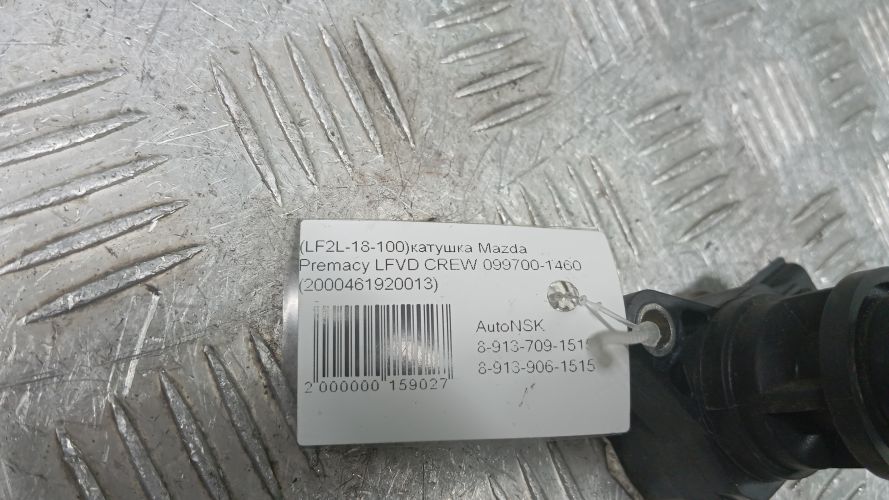 (LF2L-18-100)катушка Mazda
Premacy LFVD CREW 099700-1460
(2000461920013)
AutoNSK
8-913-709-1515
8-913-906-1515
2 000000 159027